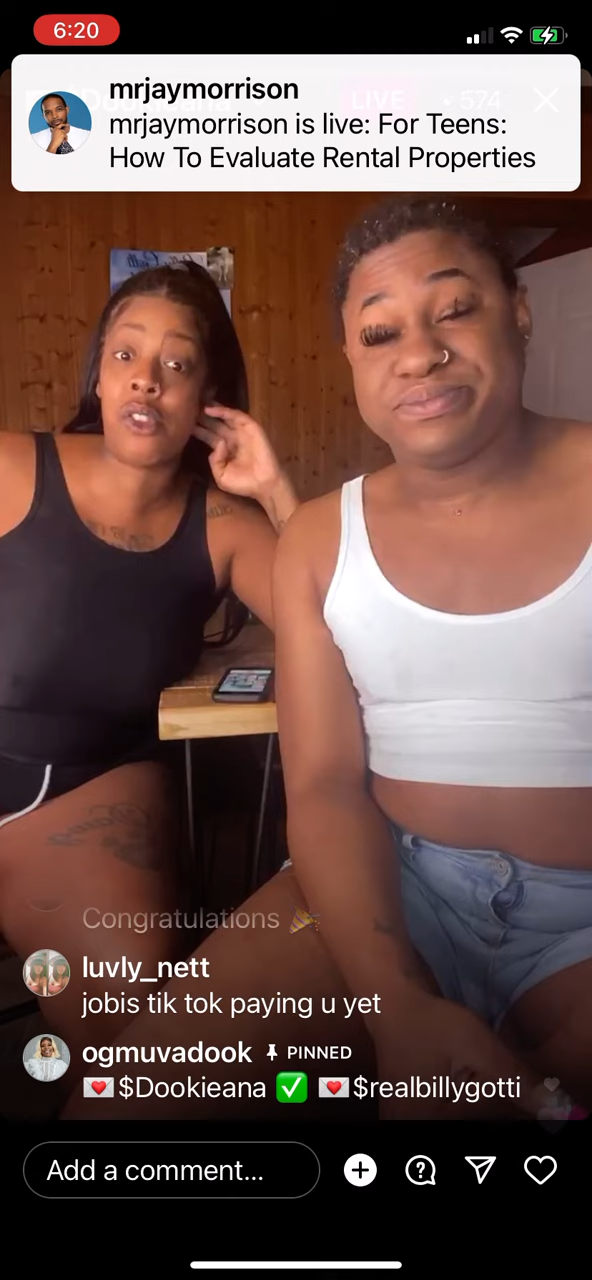 6:20
mrjaymorrison
mrjaymorrison is live: For Teens:
How To Evaluate Rental Properties
LIVE
574
Congratulations 🎉
luvly_nett
jobis tik tok paying u yet
ogmuvadook PINNED
💌$Dookieana ✅ 💌$realbillygotti
Add a comment...